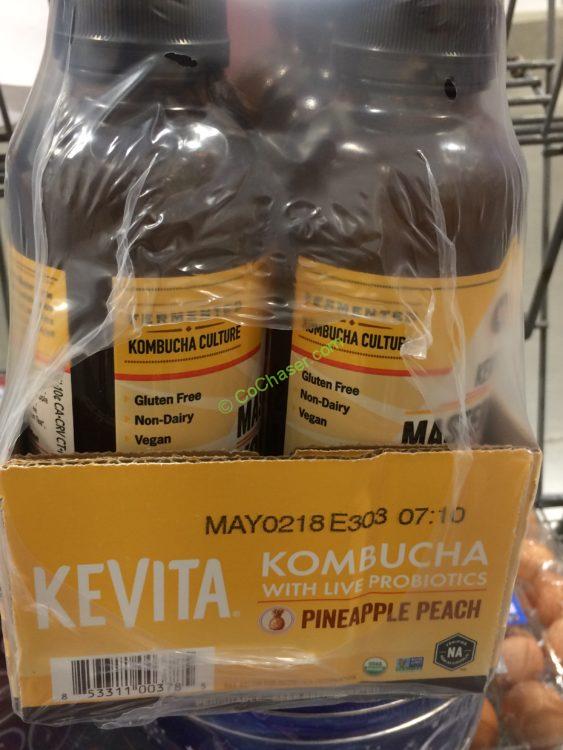 FERMENTED
KOMBUCHA CULTURE
Gluten Free
Non-Dairy
Vegan
FERMENTED
KOMBUCHA CULTURE
Gluten Free
Non-Dairy
Vegan
© CoChaser.com
MAY0218 E303 07:10
KEVITA
KOMBUCHA
WITH LIVE PROBIOTICS
PINEAPPLE PEACH
NA
8 53311 00378 5